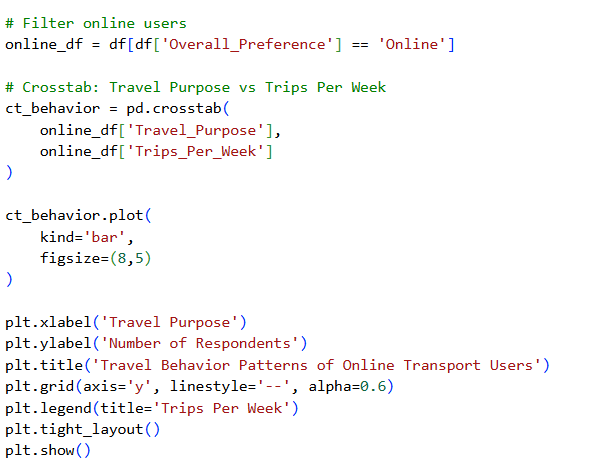 # Filter online users
online_df = df[df['Overall_Preference'] == 'Online']

# Crosstab: Travel Purpose vs Trips Per Week
ct_behavior = pd.crosstab(
    online_df['Travel_Purpose'],
    online_df['Trips_Per_Week']
)

ct_behavior.plot(
    kind='bar',
    figsize=(8,5)
)

plt.xlabel('Travel Purpose')
plt.ylabel('Number of Respondents')
plt.title('Travel Behavior Patterns of Online Transport Users')
plt.grid(axis='y', linestyle='--', alpha=0.6)
plt.legend(title='Trips Per Week')
plt.tight_layout()
plt.show()